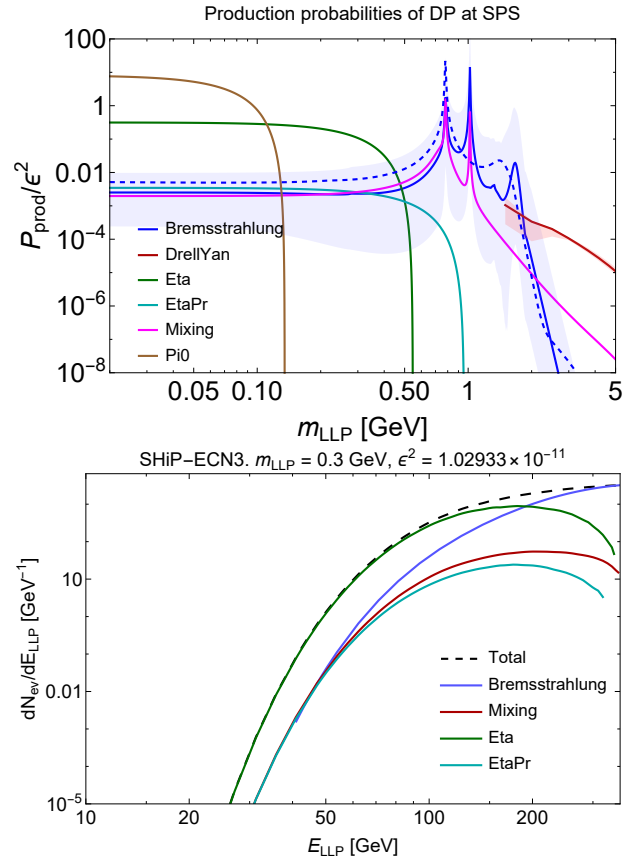 Production probabilities of DP at SPS
P_prod/ϵ²
100
1
0.01
10⁻⁴
10⁻⁶
10⁻⁸
Bremsstrahlung
DrellYan
Eta
EtaPr
Mixing
Pi0
0.05 0.10 0.50 1 5
m_LLP [GeV]
SHiP-ECN3. m_LLP = 0.3 GeV, ϵ² = 1.02933×10⁻¹¹
dN_ev/dE_LLP [GeV⁻¹]
10
0.01
10⁻⁵
Total
Bremsstrahlung
Mixing
Eta
EtaPr
10 20 50 100 200
E_LLP [GeV]